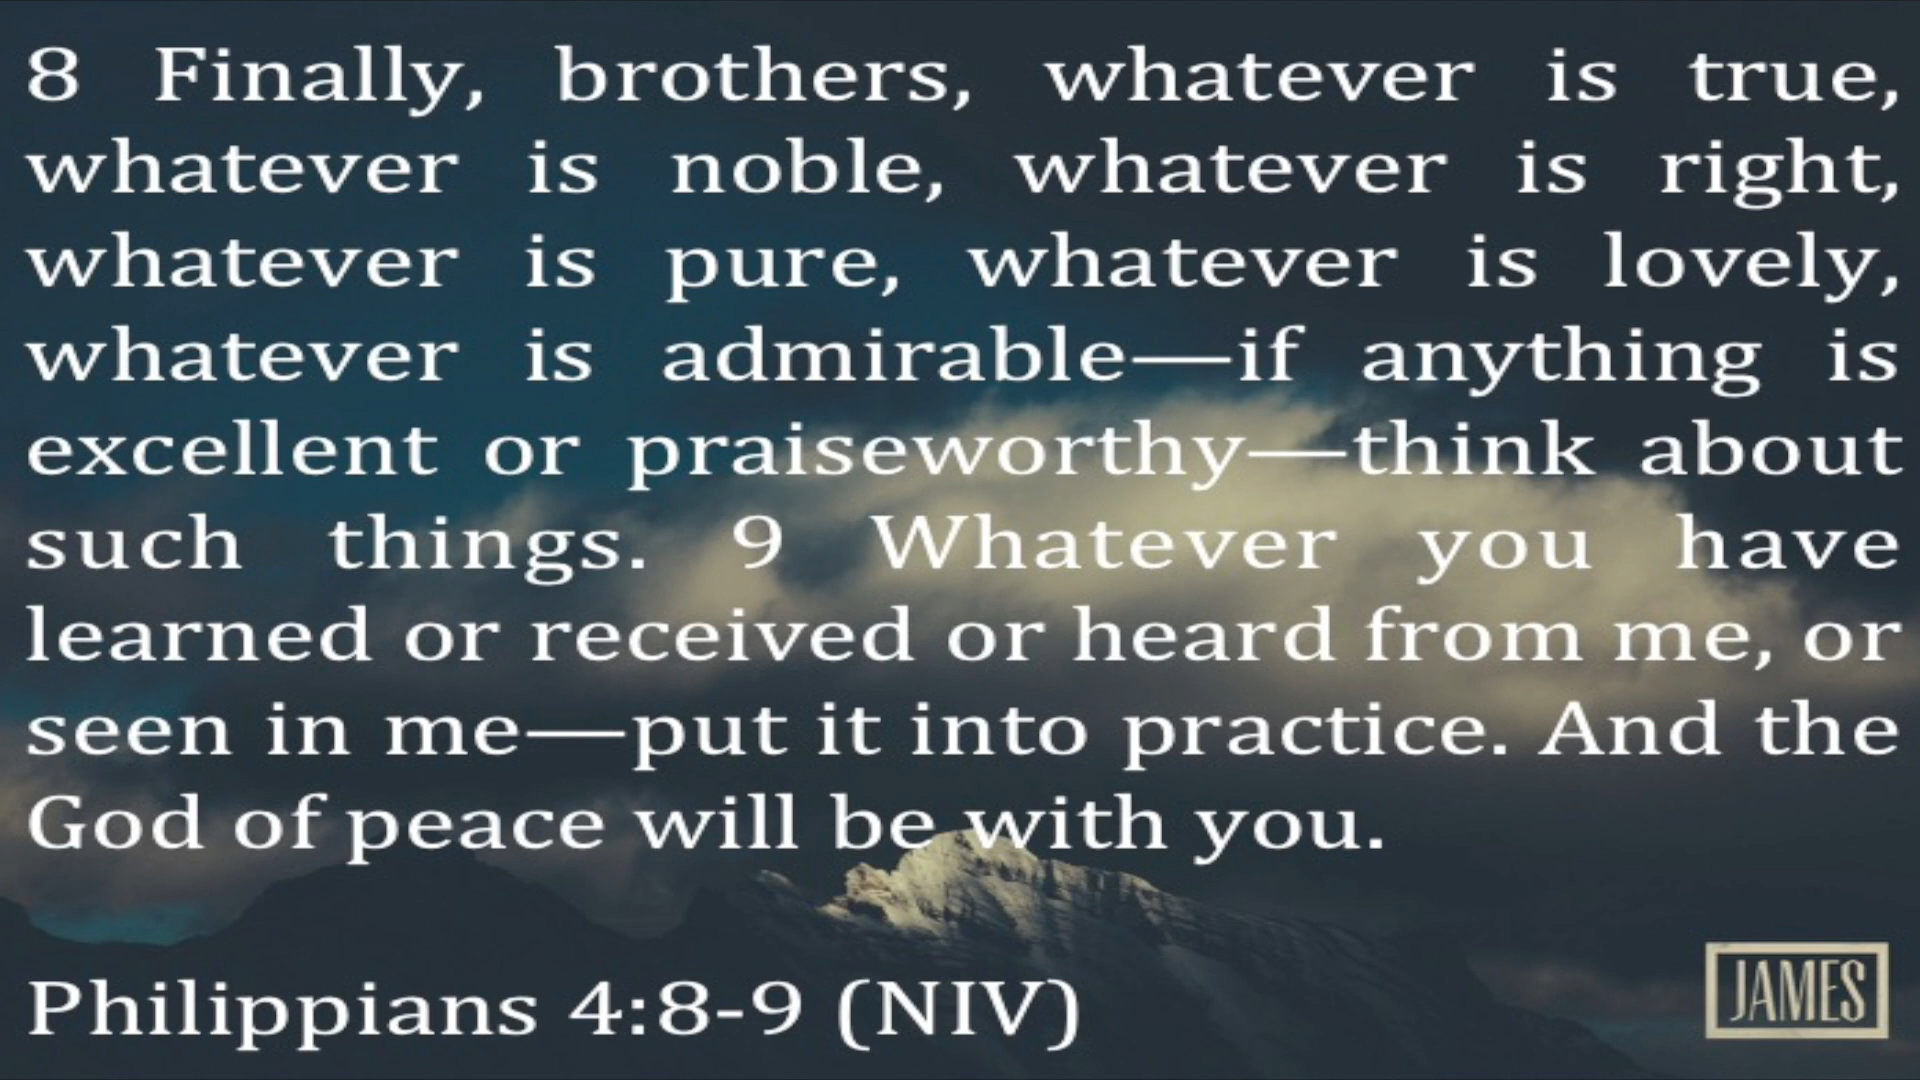 8 Finally, brothers, whatever is true,
whatever is noble, whatever is right,
whatever is pure, whatever is lovely,
whatever is admirable—if anything is
excellent or praiseworthy—think about
such things. 9 Whatever you have
learned or received or heard from me, or
seen in me—put it into practice. And the
God of peace will be with you.
Philippians 4:8-9 (NIV)
JAMES